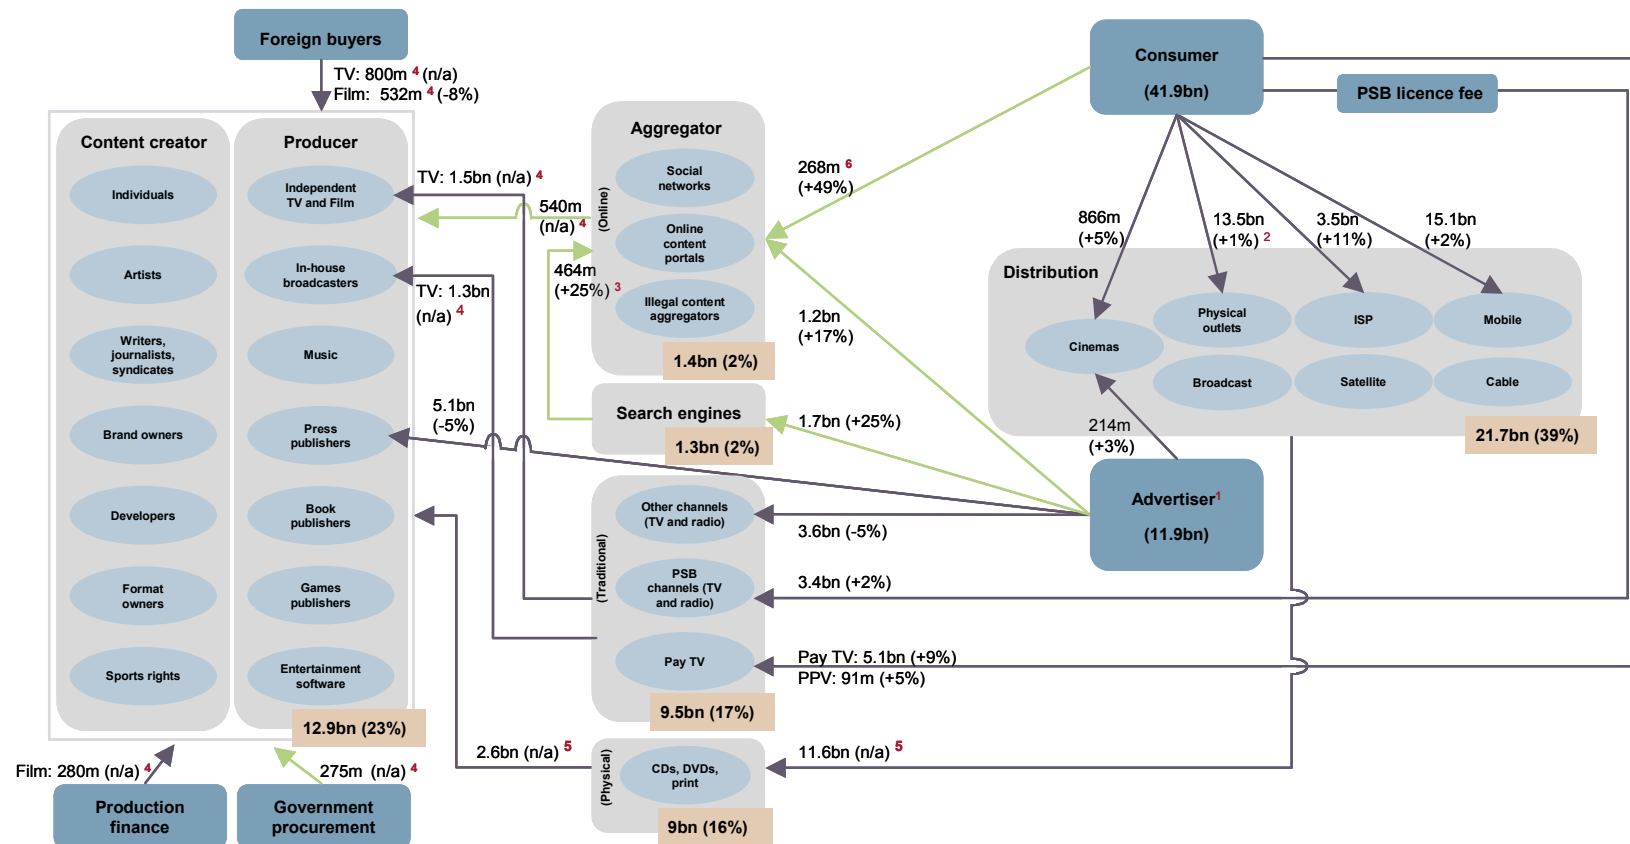 Foreign buyers
TV: 800m 4 (n/a)
Film: 532m 4 (-8%)
Content creator
Individuals
Artists
Writers,
journalists,
syndicates
Brand owners
Developers
Format
owners
Sports rights
Producer
Independent
TV and Film
In-house
broadcasters
Music
Press
publishers
Book
publishers
Games
publishers
Entertainment
software
12.9bn (23%)
Film: 280m (n/a) 4
Production
finance
275m (n/a) 4
Government
procurement
TV: 1.5bn (n/a) 4
540m
(n/a) 4
464m
(+25%) 3
TV: 1.3bn
(n/a) 4
5.1bn
(-5%)
2.6bn (n/a) 5
Aggregator
(Online)
Social
networks
Online
content
portals
Illegal content
aggregators
1.4bn (2%)
Search engines
1.3bn (2%)
(Traditional)
Other channels
(TV and radio)
PSB
channels (TV
and radio)
Pay TV
9.5bn (17%)
(Physical)
CDs, DVDs,
print
9bn (16%)
268m 6
(+49%)
1.2bn
(+17%)
1.7bn (+25%)
3.6bn (-5%)
3.4bn (+2%)
Pay TV: 5.1bn (+9%)
PPV: 91m (+5%)
11.6bn (n/a) 5
Consumer
(41.9bn)
PSB licence fee
866m
(+5%)
13.5bn
(+1%) 2
3.5bn
(+11%)
15.1bn
(+2%)
Distribution
Cinemas
Physical
outlets
ISP
Mobile
Broadcast
Satellite
Cable
21.7bn (39%)
214m
(+3%)
Advertiser1
(11.9bn)